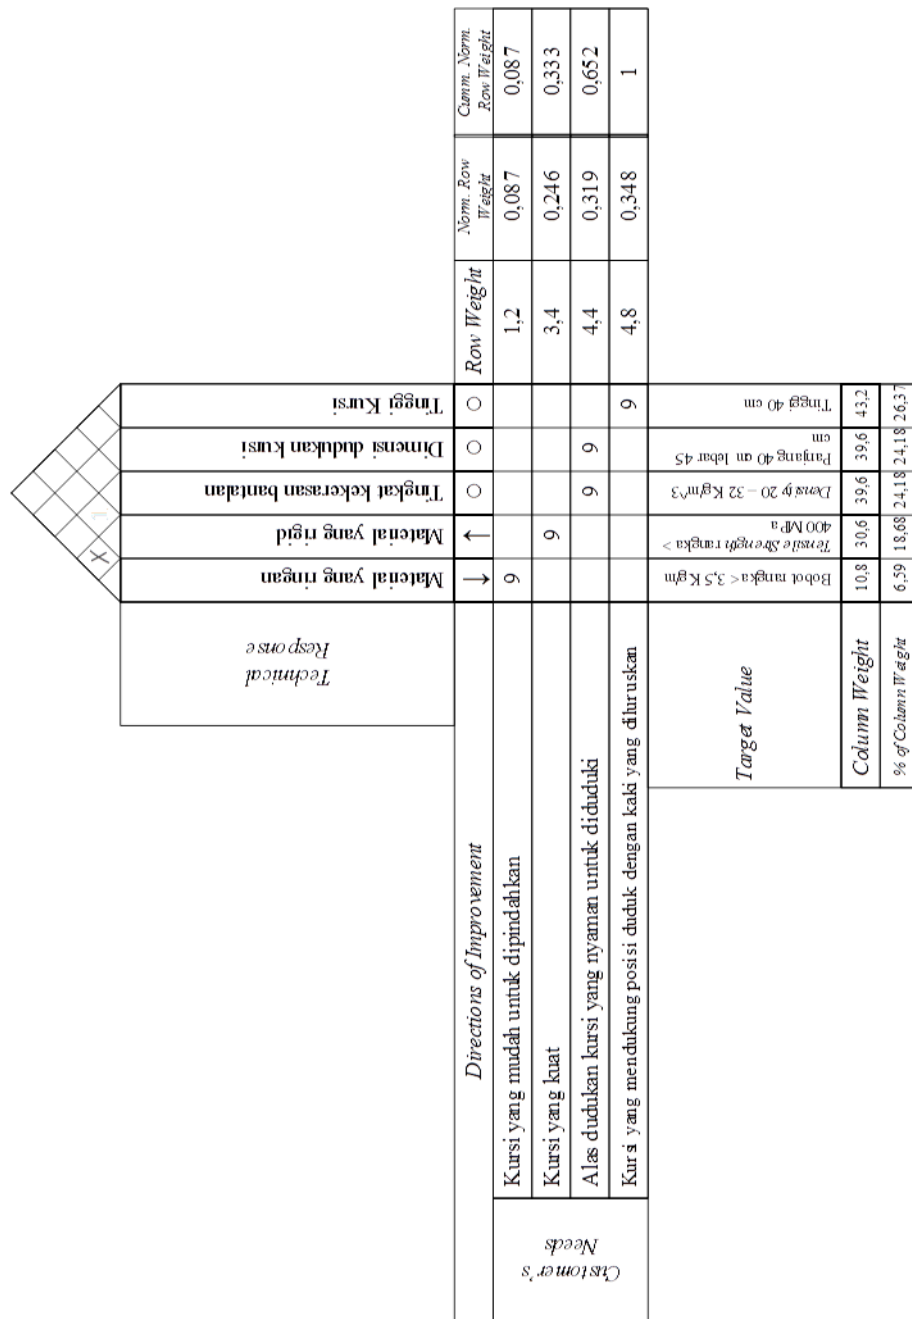 Technical
Response
Material yang ringan
Material yang rigid
Tingkat kekerasan bantalan
Dimensi dudukan kursi
Tinggi Kursi
X
Directions of Improvement
↓
↑
○
○
○
Row Weight
Norm. Row
Weight
Cumm. Norm.
Row Weight
Customer's
Needs
Kursi yang mudah untuk dipindahkan
9
1,2
0,087
0,087
Kursi yang kuat
9
3,4
0,246
0,333
Alas dudukan kursi yang nyaman untuk diduduki
9
9
4,4
0,319
0,652
Kursi yang mendukung posisi duduk dengan kaki yang diluruskan
9
4,8
0,348
1
Target Value
Bobot rangka < 3,5 Kg/m
Tensile Strength rangka >
400 MPa
Density 20 – 32 Kg/m^3
Panjang 40 cm lebar 45
cm
Tinggi 40 cm
Column Weight
10,8
30,6
39,6
39,6
43,2
% of Column Weight
6,59
18,68
24,18
24,18
26,37